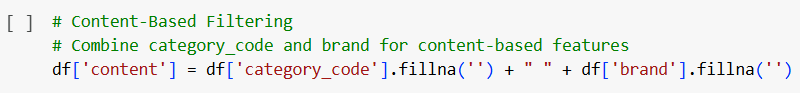 [ ] # Content-Based Filtering
# Combine category_code and brand for content-based features
df['content'] = df['category_code'].fillna('') + " " + df['brand'].fillna('')